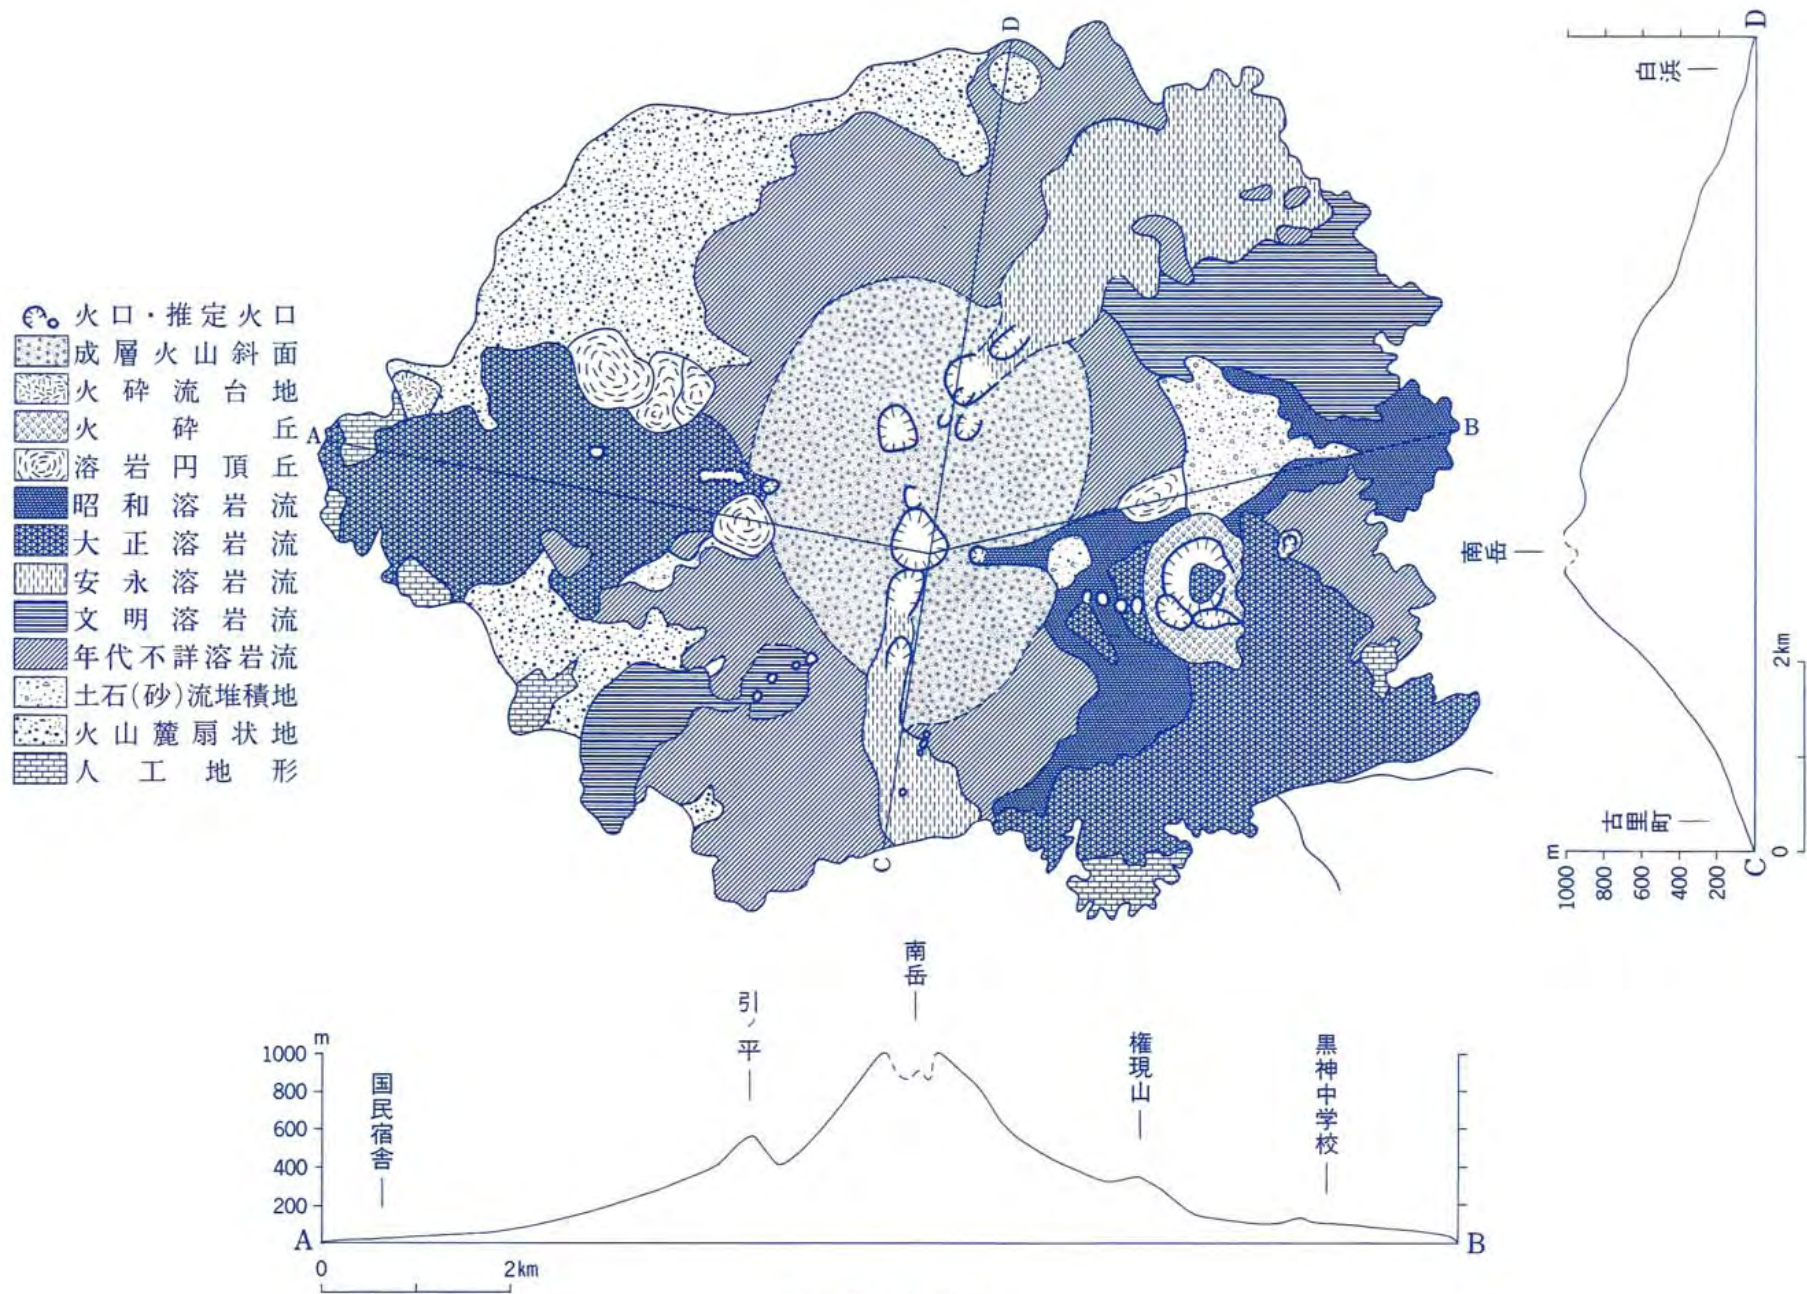 火口・推定火口
成層火山斜面
火砕流台地
火砕丘
溶岩円頂丘
昭和溶岩流
大正溶岩流
安永溶岩流
文明溶岩流
年代不詳溶岩流
土石(砂)流堆積地
火山麓扇状地
人工地形
A
B
C
D
D
白浜
南岳
古里町
C
m
1000
800
600
400
200
0
2km
南岳
引ノ平
権現山
黒神中学校
国民宿舎
m
1000
800
600
400
200
A
B
0
2km